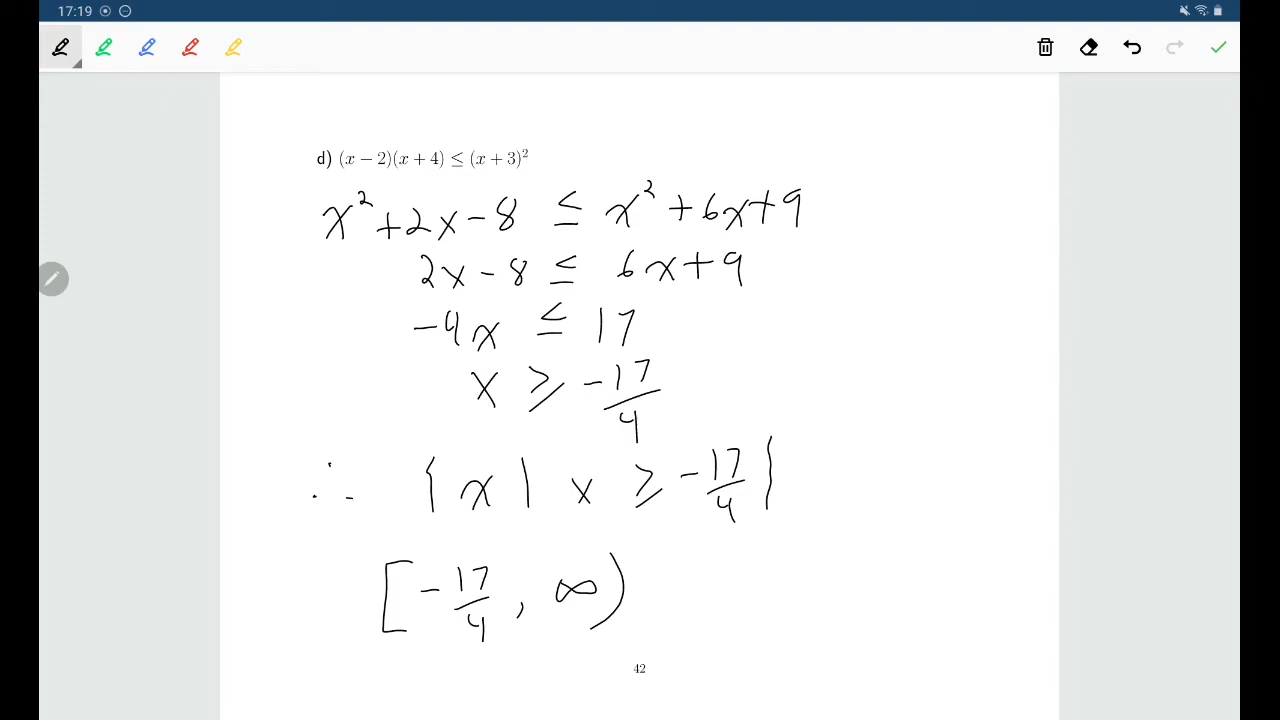 17:19
d) (x − 2)(x + 4) ≤ (x + 3)²
x² + 2x − 8 ≤ x² + 6x + 9
2x − 8 ≤ 6x + 9
−4x ≤ 17
x ≥ −17/4
∴ {x | x ≥ −17/4}
[−17/4, ∞)
42